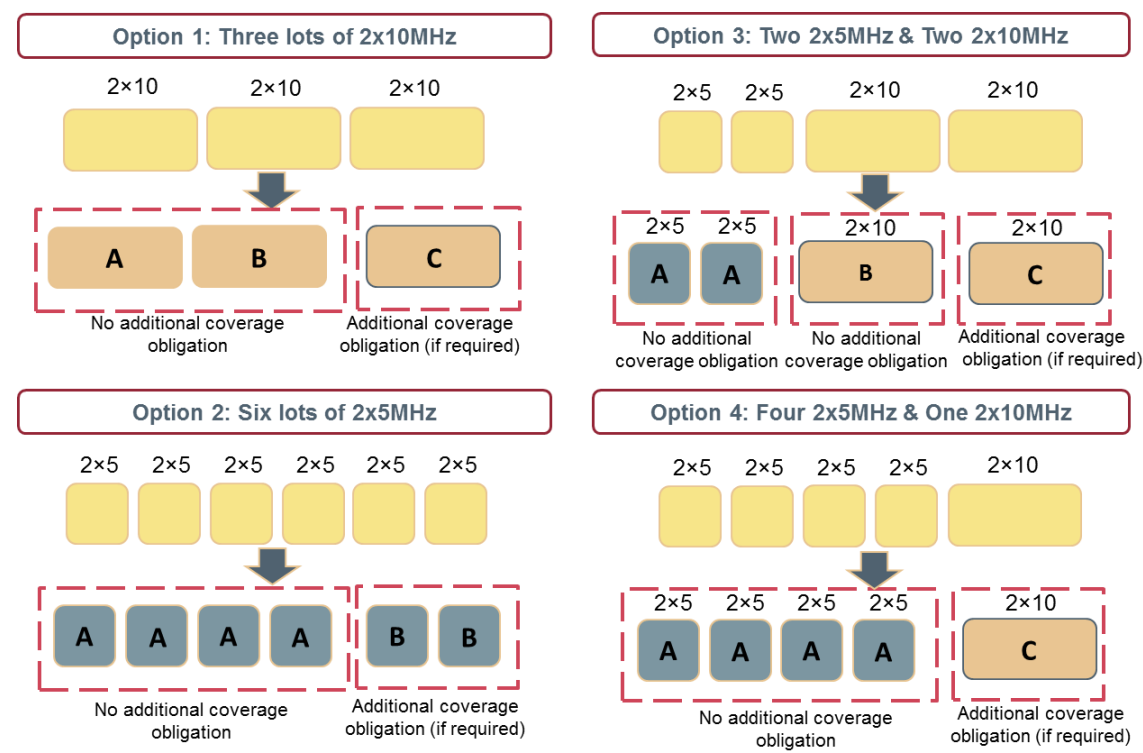 Option 1: Three lots of 2x10MHz
2×10 2×10 2×10
A B C
No additional coverage
obligation
Additional coverage
obligation (if required)
Option 3: Two 2x5MHz & Two 2x10MHz
2×5 2×5 2×10 2×10
2×5 2×5 2×10 2×10
A A B C
No additional
coverage obligation
No additional
coverage obligation
Additional coverage
obligation (if required)
Option 2: Six lots of 2x5MHz
2×5 2×5 2×5 2×5 2×5 2×5
A A A A B B
No additional coverage
obligation
Additional coverage
obligation (if required)
Option 4: Four 2x5MHz & One 2x10MHz
2×5 2×5 2×5 2×5 2×10
2×5 2×5 2×5 2×5 2×10
A A A A C
No additional coverage
obligation
Additional coverage
obligation (if required)